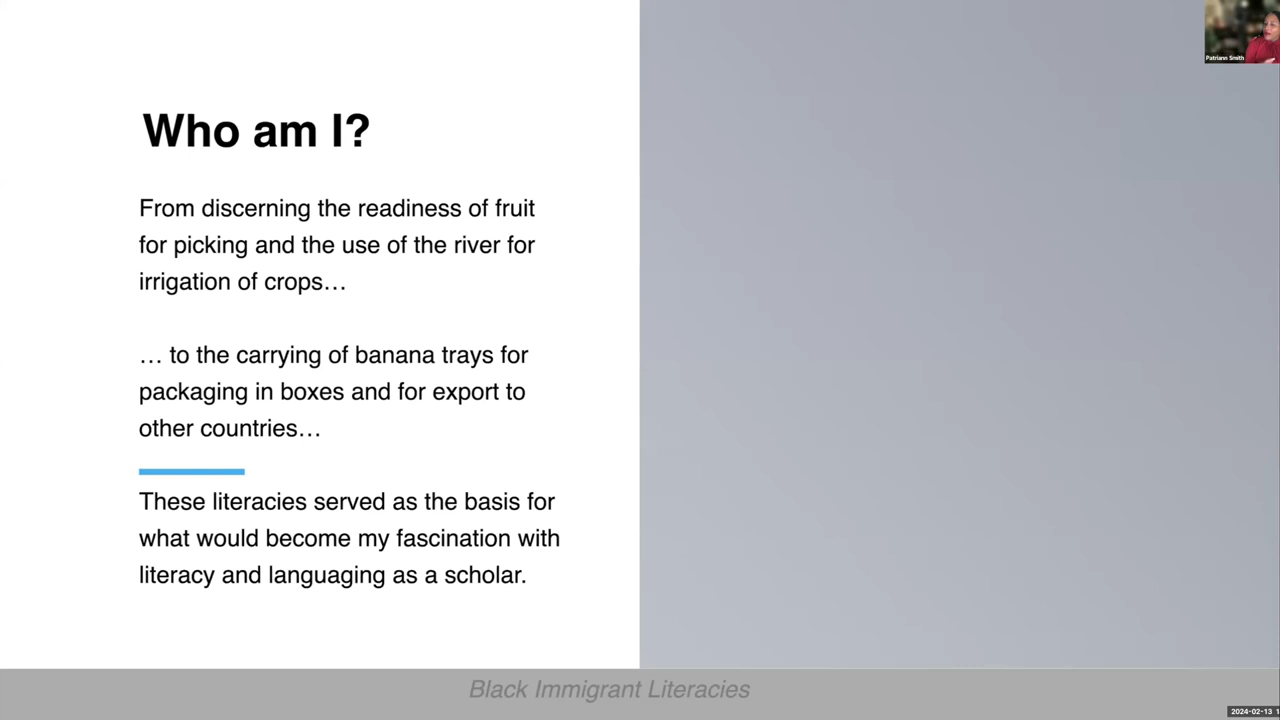 Patriann Smith
Who am I?
From discerning the readiness of fruit
for picking and the use of the river for
irrigation of crops…
… to the carrying of banana trays for
packaging in boxes and for export to
other countries…
These literacies served as the basis for
what would become my fascination with
literacy and languaging as a scholar.
Black Immigrant Literacies
2024-02-13 1